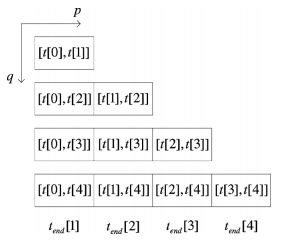 p
q
[t[0],t[1]]
[t[0],t[2]] [t[1],t[2]]
[t[0],t[3]] [t[1],t[3]] [t[2],t[3]]
[t[0],t[4]] [t[1],t[4]] [t[2],t[4]] [t[3],t[4]]
t_end[1] t_end[2] t_end[3] t_end[4]